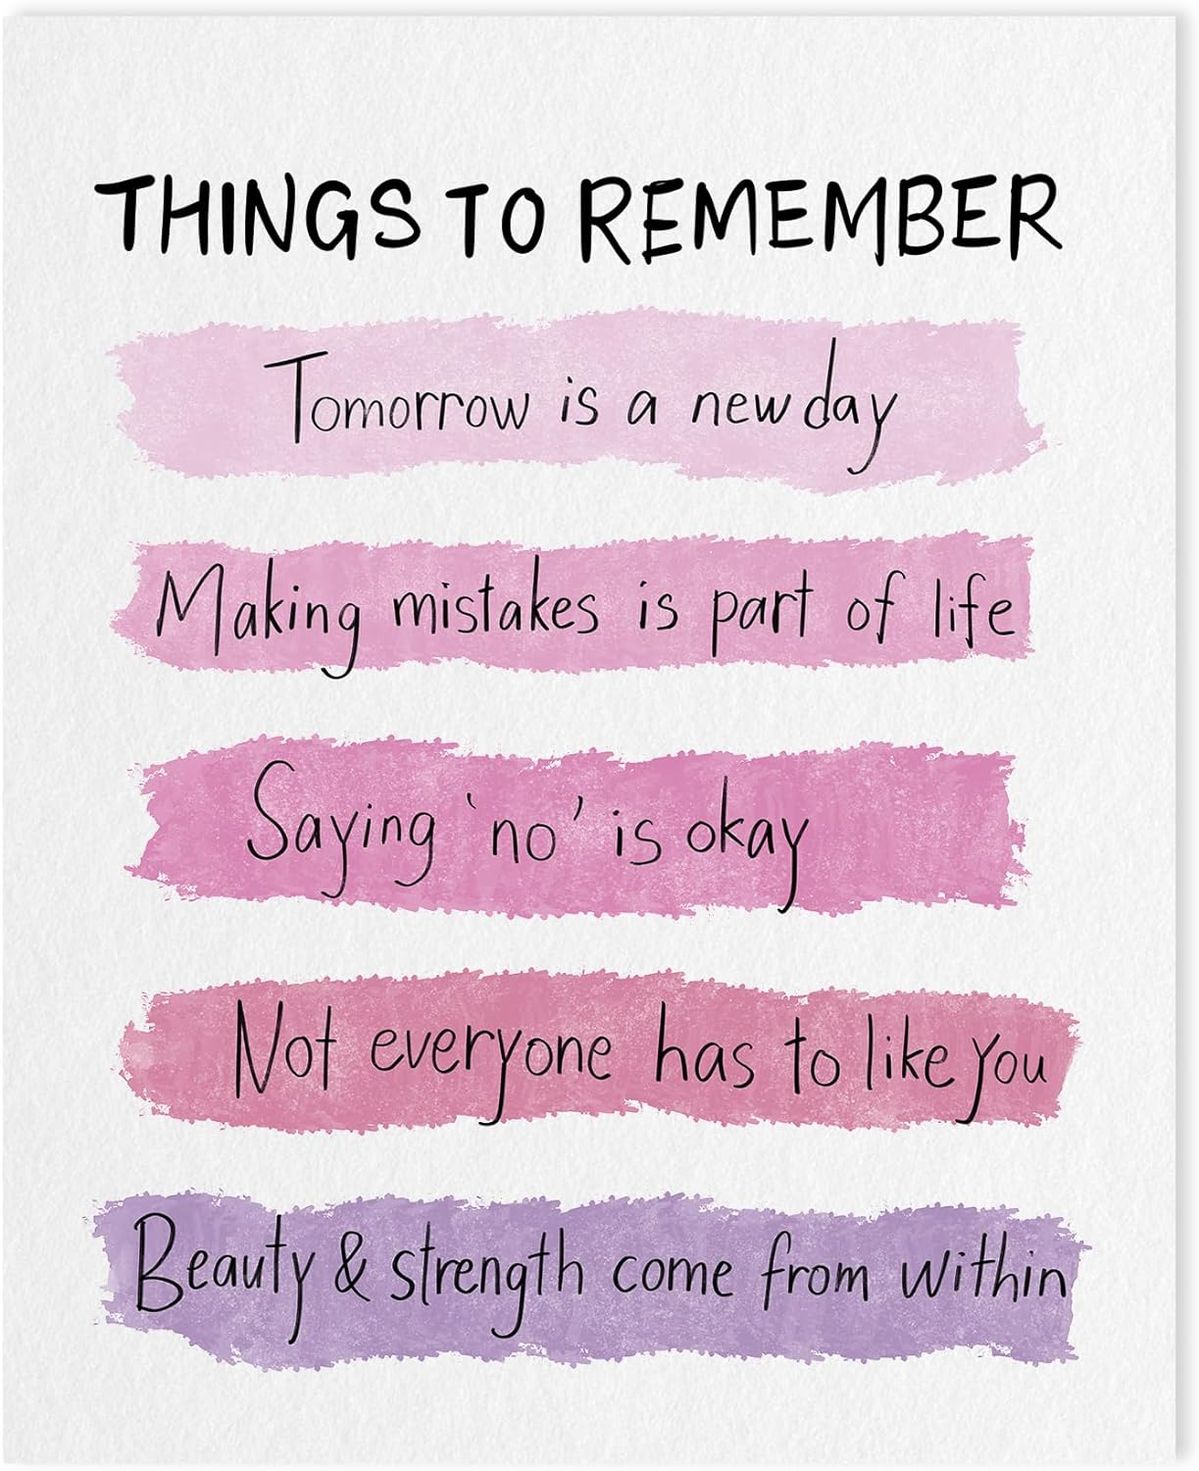 THINGS TO REMEMBER
Tomorrow is a new day
Making mistakes is part of life
Saying 'no' is okay
Not everyone has to like you
Beauty & strength come from within